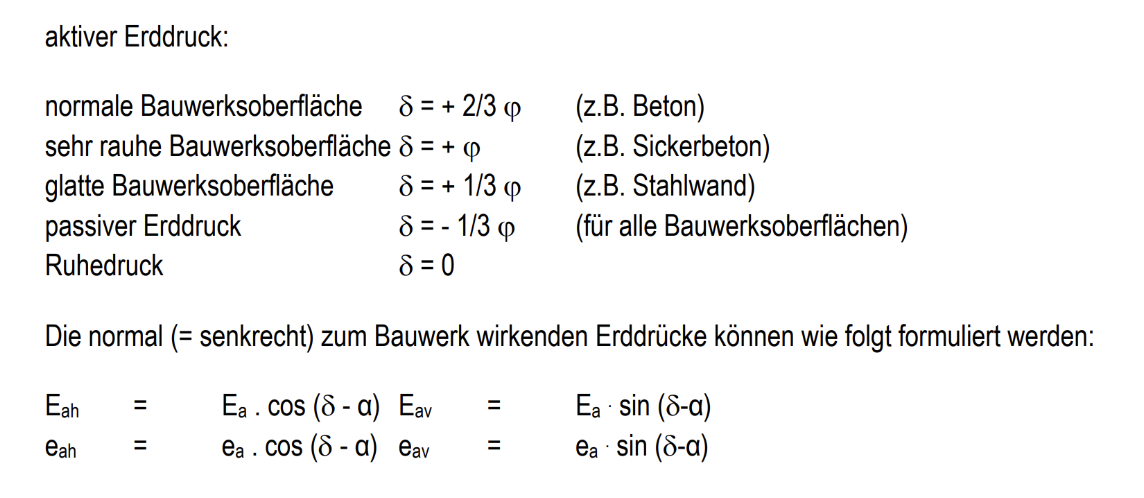 aktiver Erddruck:
normale Bauwerksoberfläche δ = + 2/3 φ (z.B. Beton)
sehr rauhe Bauwerksoberfläche δ = + φ (z.B. Sickerbeton)
glatte Bauwerksoberfläche δ = + 1/3 φ (z.B. Stahlwand)
passiver Erddruck δ = - 1/3 φ (für alle Bauwerksoberflächen)
Ruhedruck δ = 0
Die normal (= senkrecht) zum Bauwerk wirkenden Erddrücke können wie folgt formuliert werden:
Eah = Ea . cos (δ - α) Eav = Ea · sin (δ-α)
eah = ea . cos (δ - α) eav = ea · sin (δ-α)